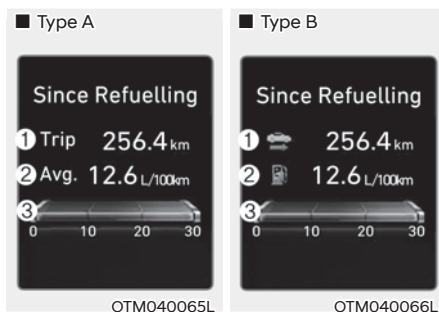 ■ Type A
Since Refuelling
① Trip 256.4 km
② Avg. 12.6 L/100km
③
0 10 20 30
OTM040065L
■ Type B
Since Refuelling
① 256.4 km
② 12.6 L/100km
③
0 10 20 30
OTM040066L